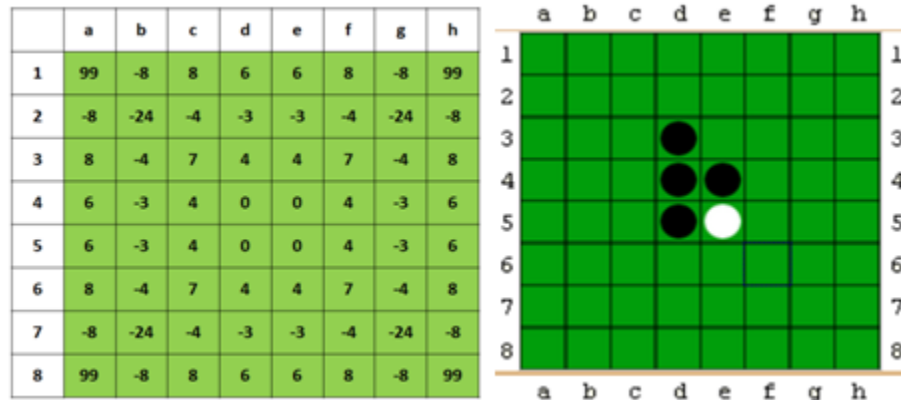 a b c d e f g h
1 99 -8 8 6 6 8 -8 99
2 -8 -24 -4 -3 -3 -4 -24 -8
3 8 -4 7 4 4 7 -4 8
4 6 -3 4 0 0 4 -3 6
5 6 -3 4 0 0 4 -3 6
6 8 -4 7 4 4 7 -4 8
7 -8 -24 -4 -3 -3 -4 -24 -8
8 99 -8 8 6 6 8 -8 99
a b c d e f g h
1 1
2 2
3 3
4 4
5 5
6 6
7 7
8 8
a b c d e f g h